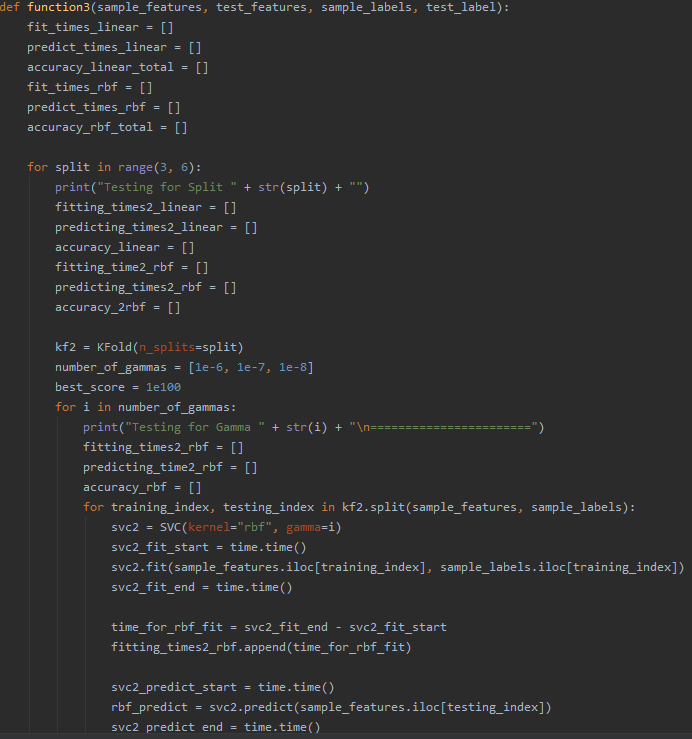 def function3(sample_features, test_features, sample_labels, test_label):
    fit_times_linear = []
    predict_times_linear = []
    accuracy_linear_total = []
    fit_times_rbf = []
    predict_times_rbf = []
    accuracy_rbf_total = []

    for split in range(3, 6):
        print("Testing for Split " + str(split) + "")
        fitting_times2_linear = []
        predicting_times2_linear = []
        accuracy_linear = []
        fitting_time2_rbf = []
        predicting_times2_rbf = []
        accuracy_2rbf = []

        kf2 = KFold(n_splits=split)
        number_of_gammas = [1e-6, 1e-7, 1e-8]
        best_score = 1e100
        for i in number_of_gammas:
            print("Testing for Gamma " + str(i) + "\n=======================")
            fitting_times2_rbf = []
            predicting_time2_rbf = []
            accuracy_rbf = []
            for training_index, testing_index in kf2.split(sample_features, sample_labels):
                svc2 = SVC(kernel="rbf", gamma=i)
                svc2_fit_start = time.time()
                svc2.fit(sample_features.iloc[training_index], sample_labels.iloc[training_index])
                svc2_fit_end = time.time()

                time_for_rbf_fit = svc2_fit_end - svc2_fit_start
                fitting_times2_rbf.append(time_for_rbf_fit)

                svc2_predict_start = time.time()
                rbf_predict = svc2.predict(sample_features.iloc[testing_index])
                svc2_predict_end = time.time()